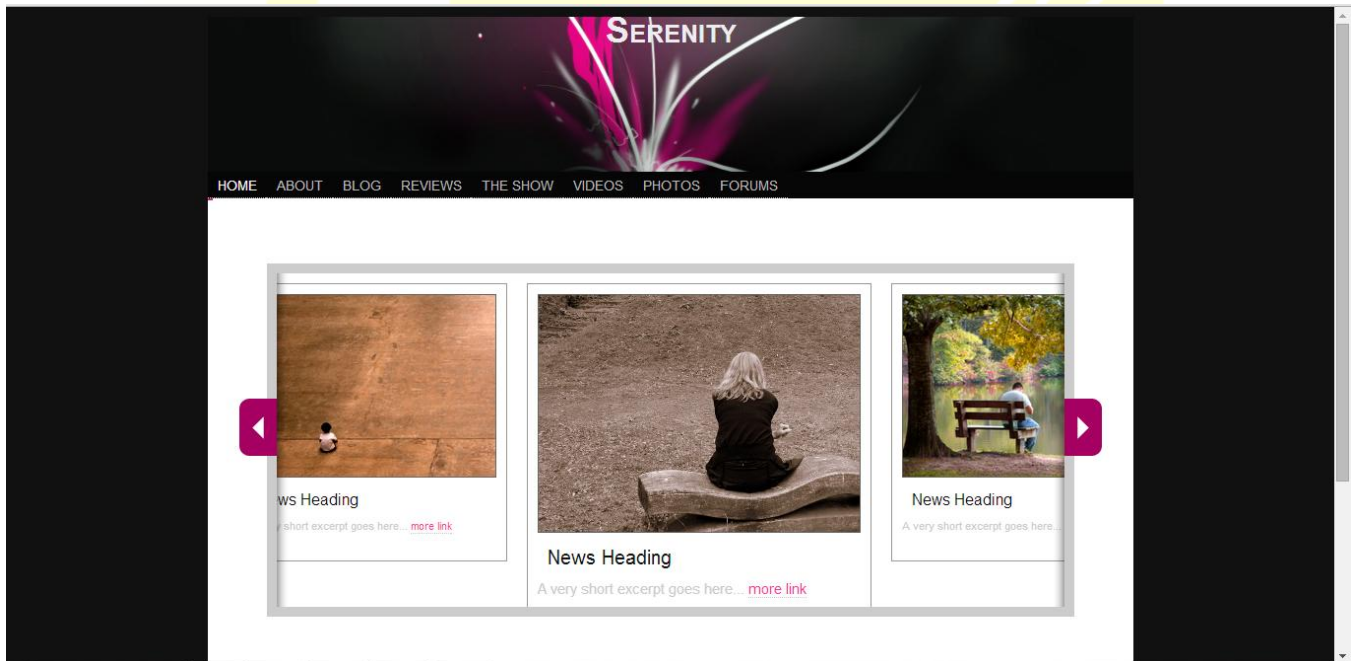 SERENITY
HOME ABOUT BLOG REVIEWS THE SHOW VIDEOS PHOTOS FORUMS
ws Heading
short excerpt goes here... more link
News Heading
A very short excerpt goes here... more link
News Heading
A very short excerpt goes here...